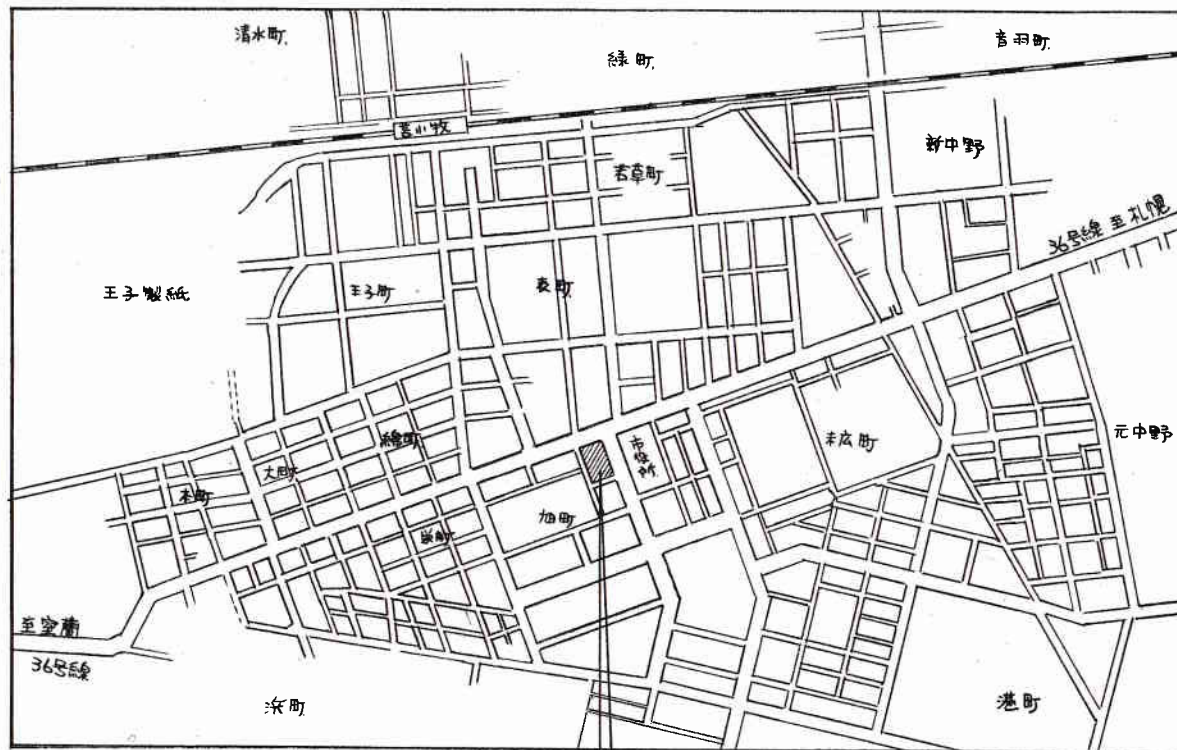 清水町
緑町
音羽町
苫小牧
若草町
新中野
36号線 至札幌
王子製紙
王子町
表町
元中野
錦町
末広町
市役所
大町
本町
旭町
栄町
至室蘭
36号線
浜町
港町